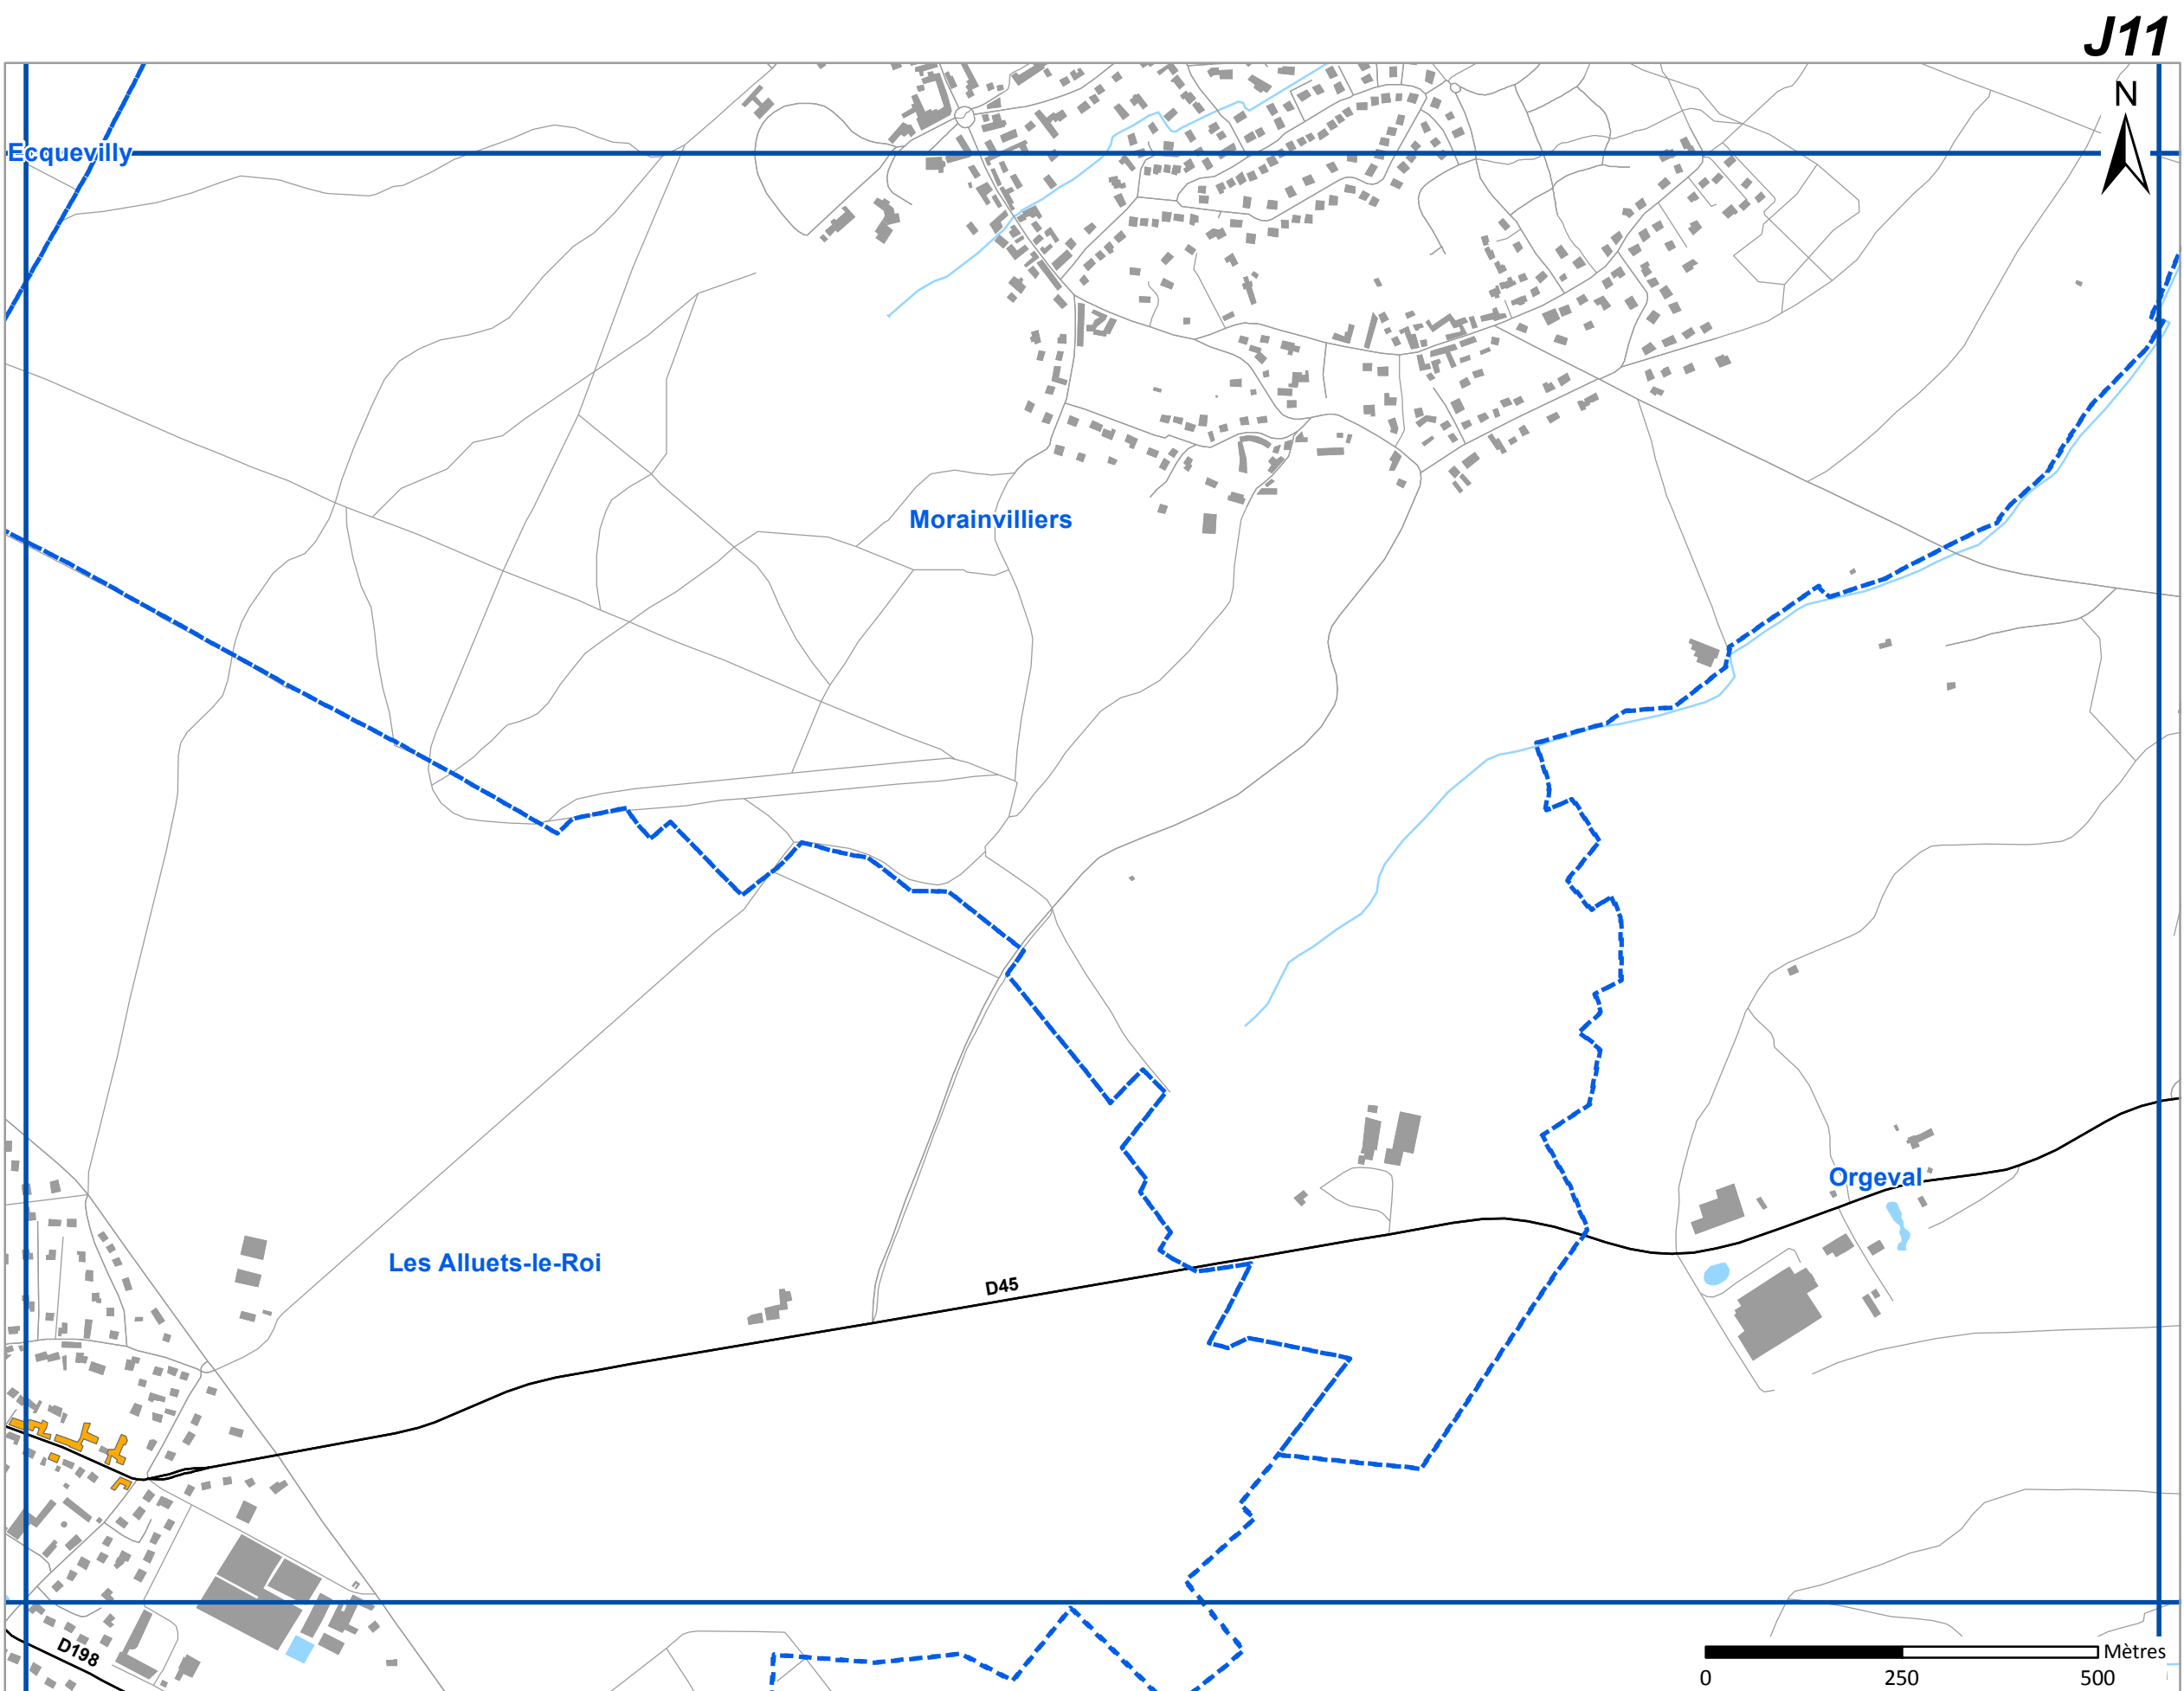 J11
N
Ecquevilly
Morainvilliers
Orgeval
Les Alluets-le-Roi
D45
D198
Mètres
0 250 500